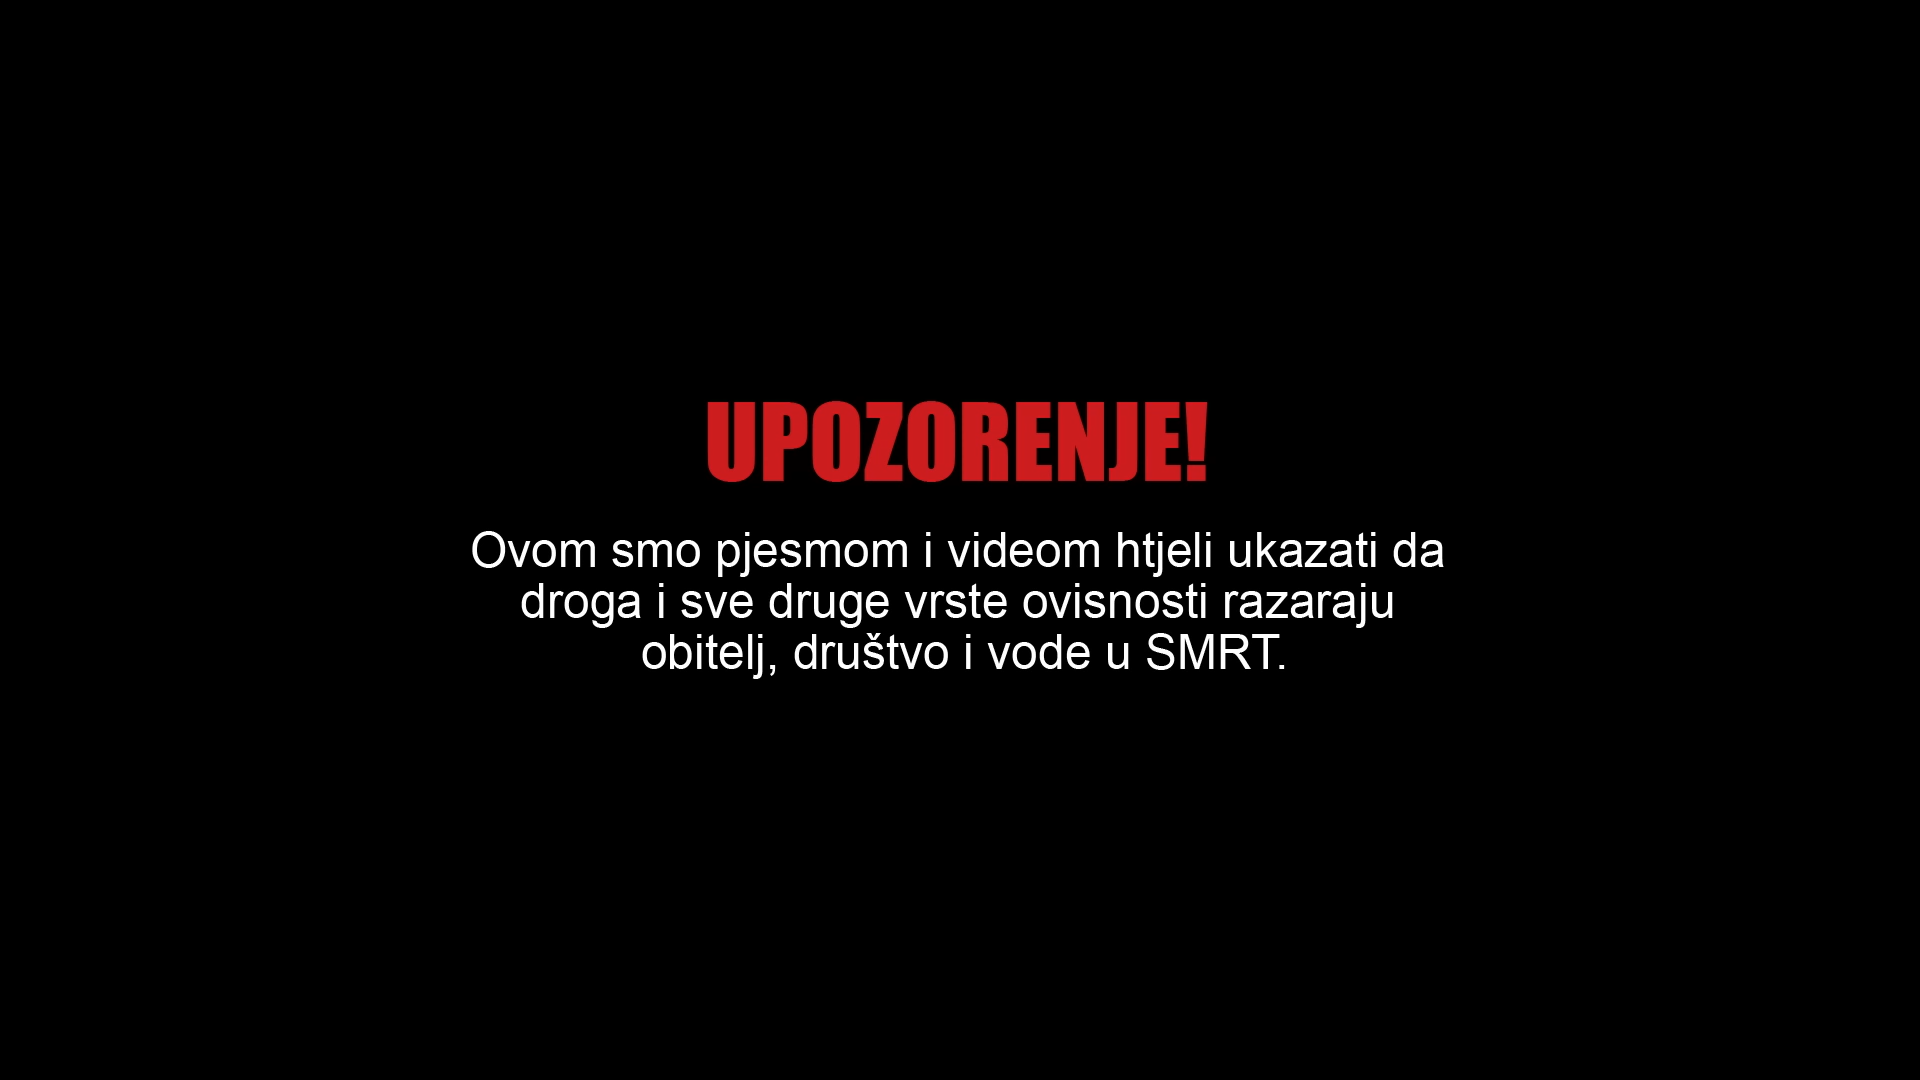 UPOZORENJE!
Ovom smo pjesmom i videom htjeli ukazati da
droga i sve druge vrste ovisnosti razaraju
obitelj, društvo i vode u SMRT.